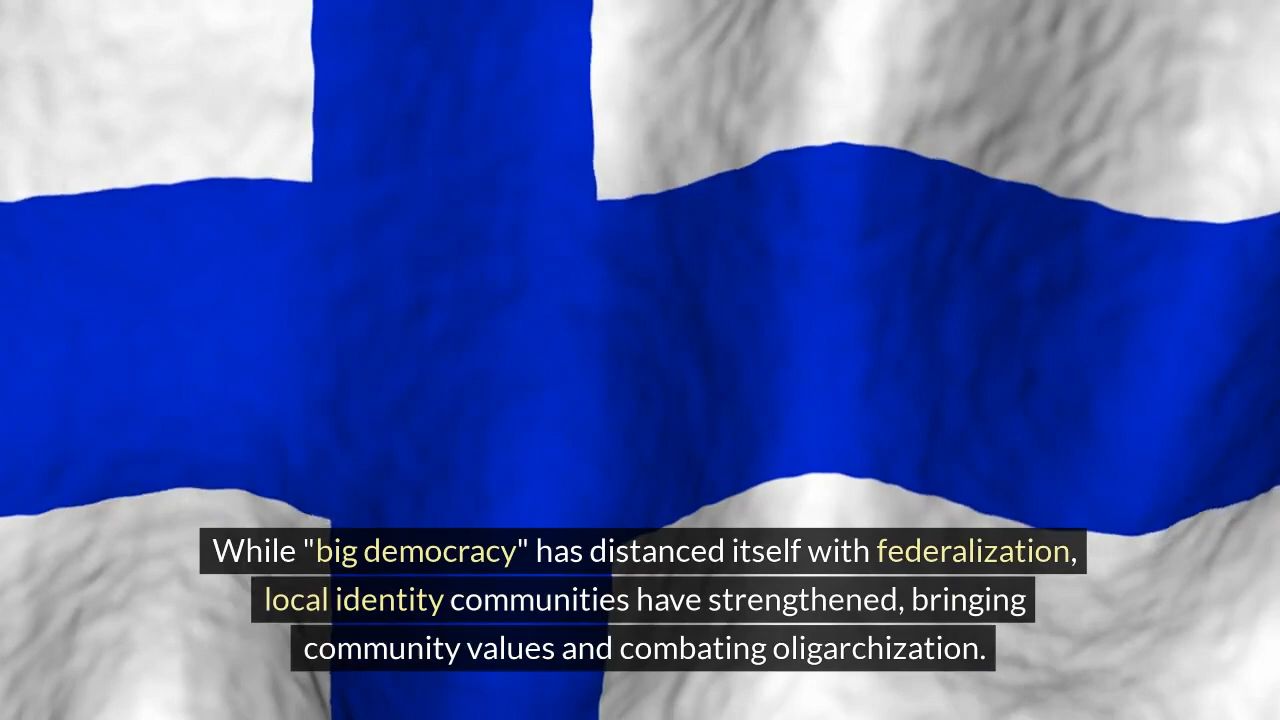 While "big democracy" has distanced itself with federalization,
local identity communities have strengthened, bringing
community values and combating oligarchization.